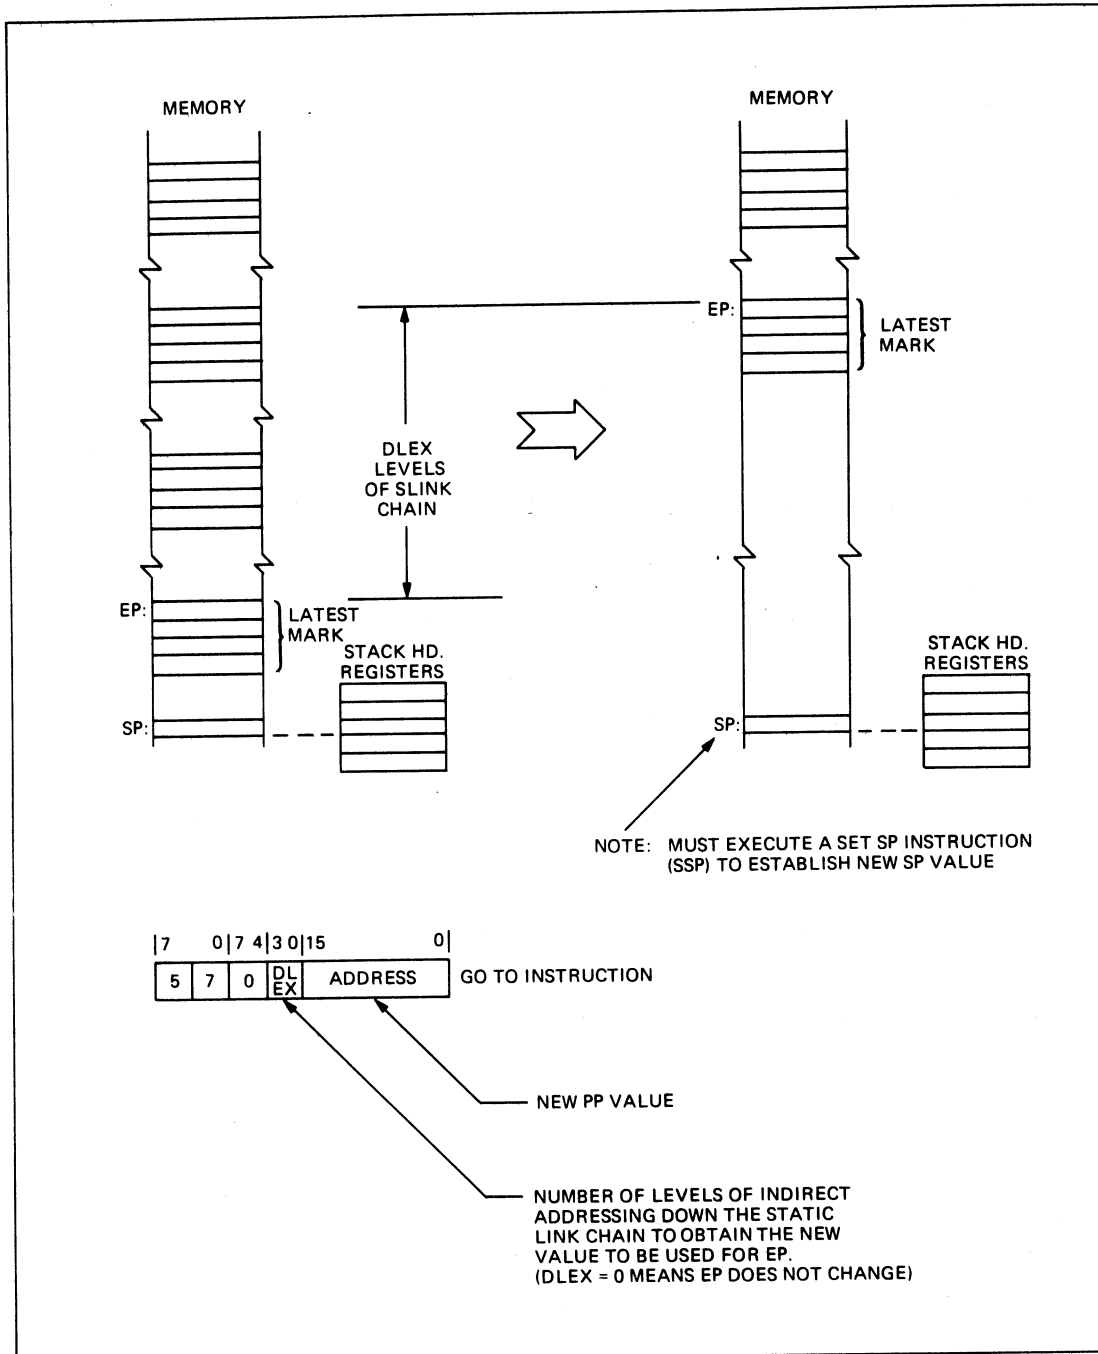 MEMORY
EP:
LATEST
MARK
SP:
STACK HD.
REGISTERS
DLEX
LEVELS
OF SLINK
CHAIN
MEMORY
EP:
LATEST
MARK
SP:
STACK HD.
REGISTERS
NOTE: MUST EXECUTE A SET SP INSTRUCTION
(SSP) TO ESTABLISH NEW SP VALUE
|7 0|7 4|3 0|15 0|
5 7 0 DL EX ADDRESS GO TO INSTRUCTION
NEW PP VALUE
NUMBER OF LEVELS OF INDIRECT
ADDRESSING DOWN THE STATIC
LINK CHAIN TO OBTAIN THE NEW
VALUE TO BE USED FOR EP.
(DLEX = 0 MEANS EP DOES NOT CHANGE)